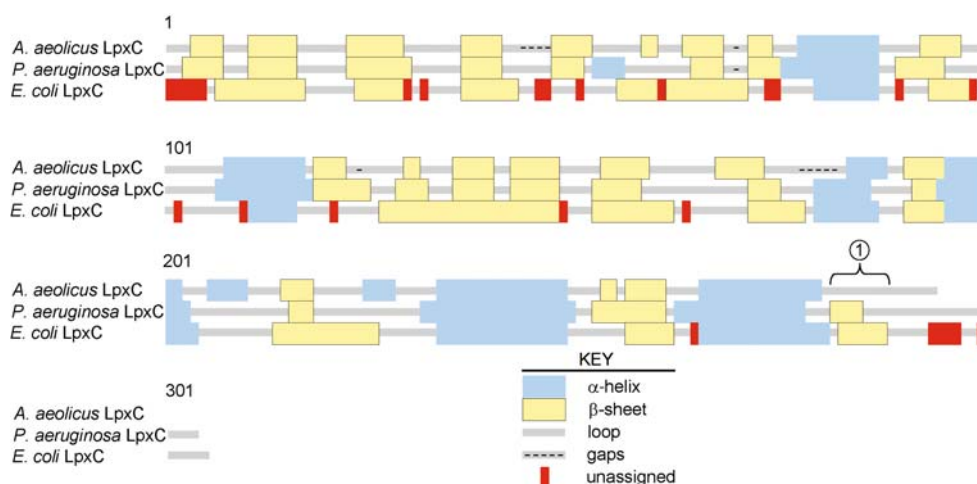 1
A. aeolicus LpxC
P. aeruginosa LpxC
E. coli LpxC
101
A. aeolicus LpxC
P. aeruginosa LpxC
E. coli LpxC
201
①
A. aeolicus LpxC
P. aeruginosa LpxC
E. coli LpxC
301
A. aeolicus LpxC
P. aeruginosa LpxC
E. coli LpxC
KEY
α-helix
β-sheet
loop
gaps
unassigned